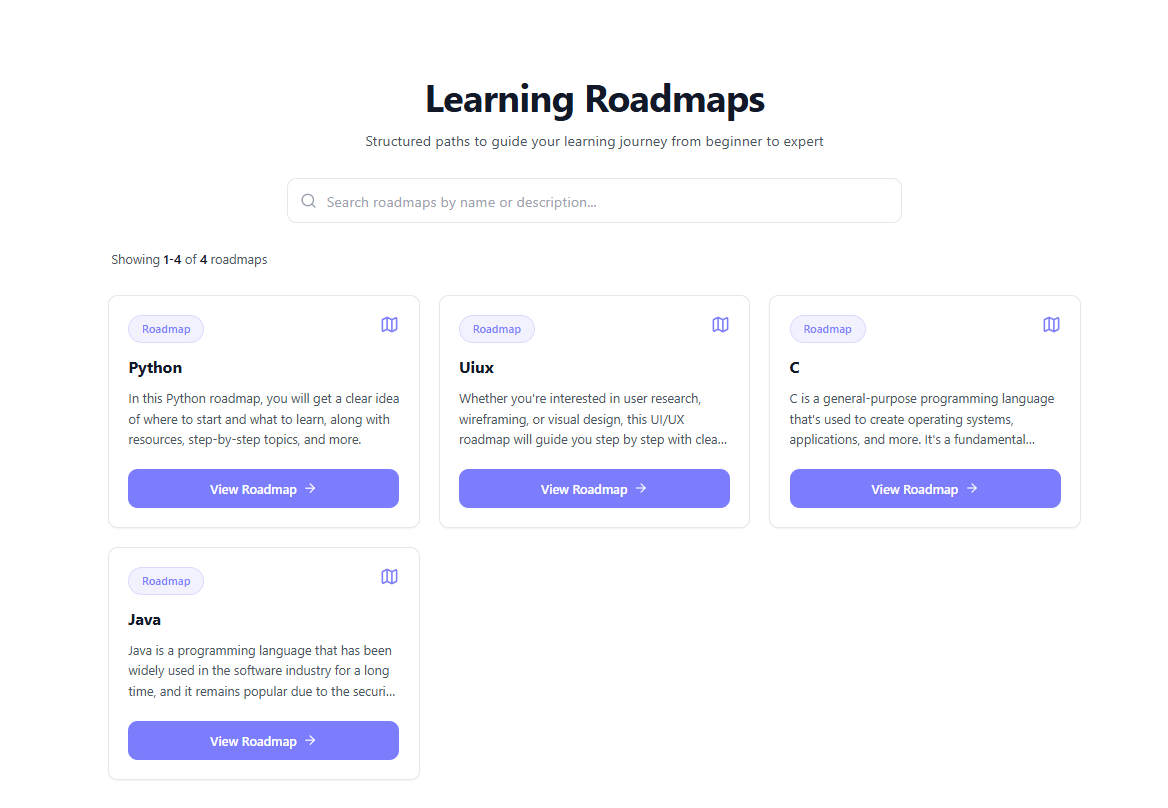 Learning Roadmaps
Structured paths to guide your learning journey from beginner to expert
Search roadmaps by name or description...
Showing 1-4 of 4 roadmaps
Roadmap
Python
In this Python roadmap, you will get a clear idea
of where to start and what to learn, along with
resources, step-by-step topics, and more.
View Roadmap →
Roadmap
Uiux
Whether you're interested in user research,
wireframing, or visual design, this UI/UX
roadmap will guide you step by step with clea...
View Roadmap →
Roadmap
C
C is a general-purpose programming language
that's used to create operating systems,
applications, and more. It's a fundamental...
View Roadmap →
Roadmap
Java
Java is a programming language that has been
widely used in the software industry for a long
time, and it remains popular due to the securi...
View Roadmap →